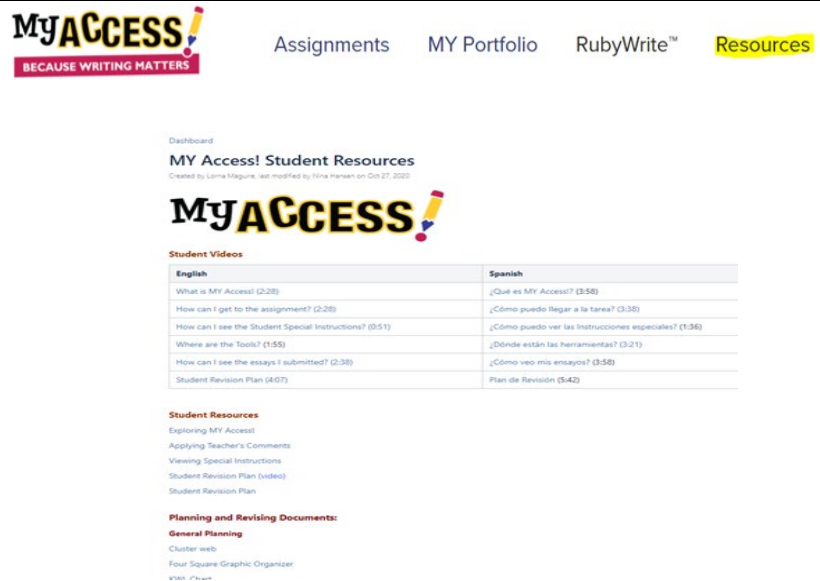 MY ACCESS!
BECAUSE WRITING MATTERS
Assignments MY Portfolio RubyWrite™ Resources
Dashboard
MY Access! Student Resources
Created by Lorna Maguire, last modified by Nina Hansen on Oct 27, 2020
MY ACCESS!
Student Videos
English Spanish
What is MY Access! (2:28) ¿Qué es MY Access!? (3:58)
How can I get to the assignment? (2:28) ¿Cómo puedo llegar a la tarea? (3:38)
How can I see the Student Special Instructions? (0:51) ¿Cómo puedo ver las Instrucciones especiales? (1:36)
Where are the Tools? (1:55) ¿Dónde están las herramientas? (3:21)
How can I see the essays I submitted? (2:38) ¿Cómo veo mis ensayos? (3:58)
Student Revision Plan (4:07) Plan de Revisión (5:42)
Student Resources
Exploring MY Access!
Applying Teacher's Comments
Viewing Special Instructions
Student Revision Plan (video)
Student Revision Plan
Planning and Revising Documents:
General Planning
Cluster web
Four Square Graphic Organizer
KWL Chart